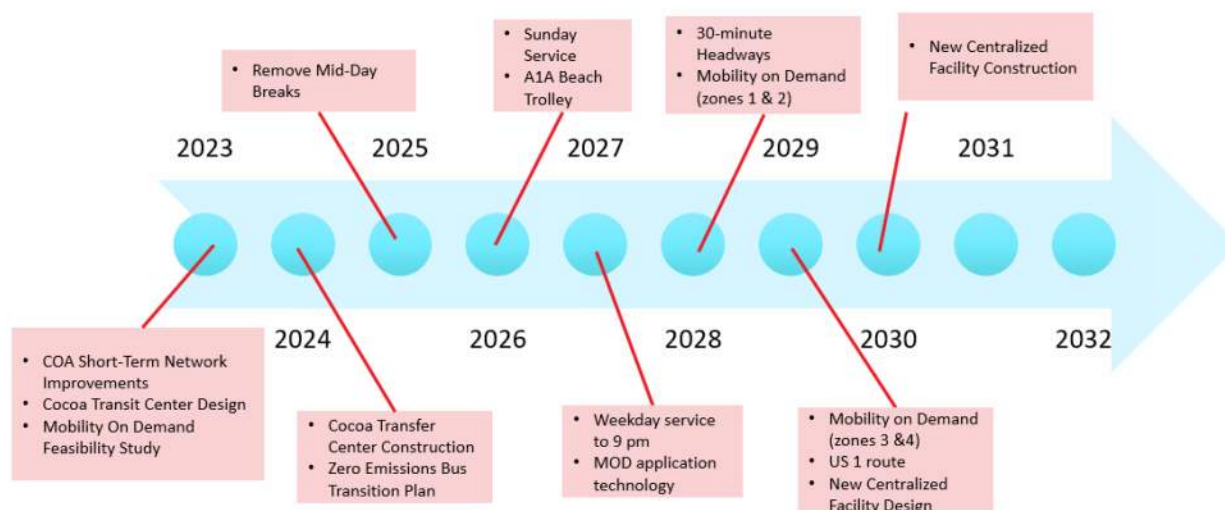 • Remove Mid-Day
Breaks
• Sunday
Service
• A1A Beach
Trolley
• 30-minute
Headways
• Mobility on Demand
(zones 1 & 2)
• New Centralized
Facility Construction
2023
2025
2027
2029
2031
2024
2026
2028
2030
2032
• COA Short-Term Network
Improvements
• Cocoa Transit Center Design
• Mobility On Demand
Feasibility Study
• Cocoa Transfer
Center Construction
• Zero Emissions Bus
Transition Plan
• Weekday service
to 9 pm
• MOD application
technology
• Mobility on Demand
(zones 3 &4)
• US 1 route
• New Centralized
Facility Design